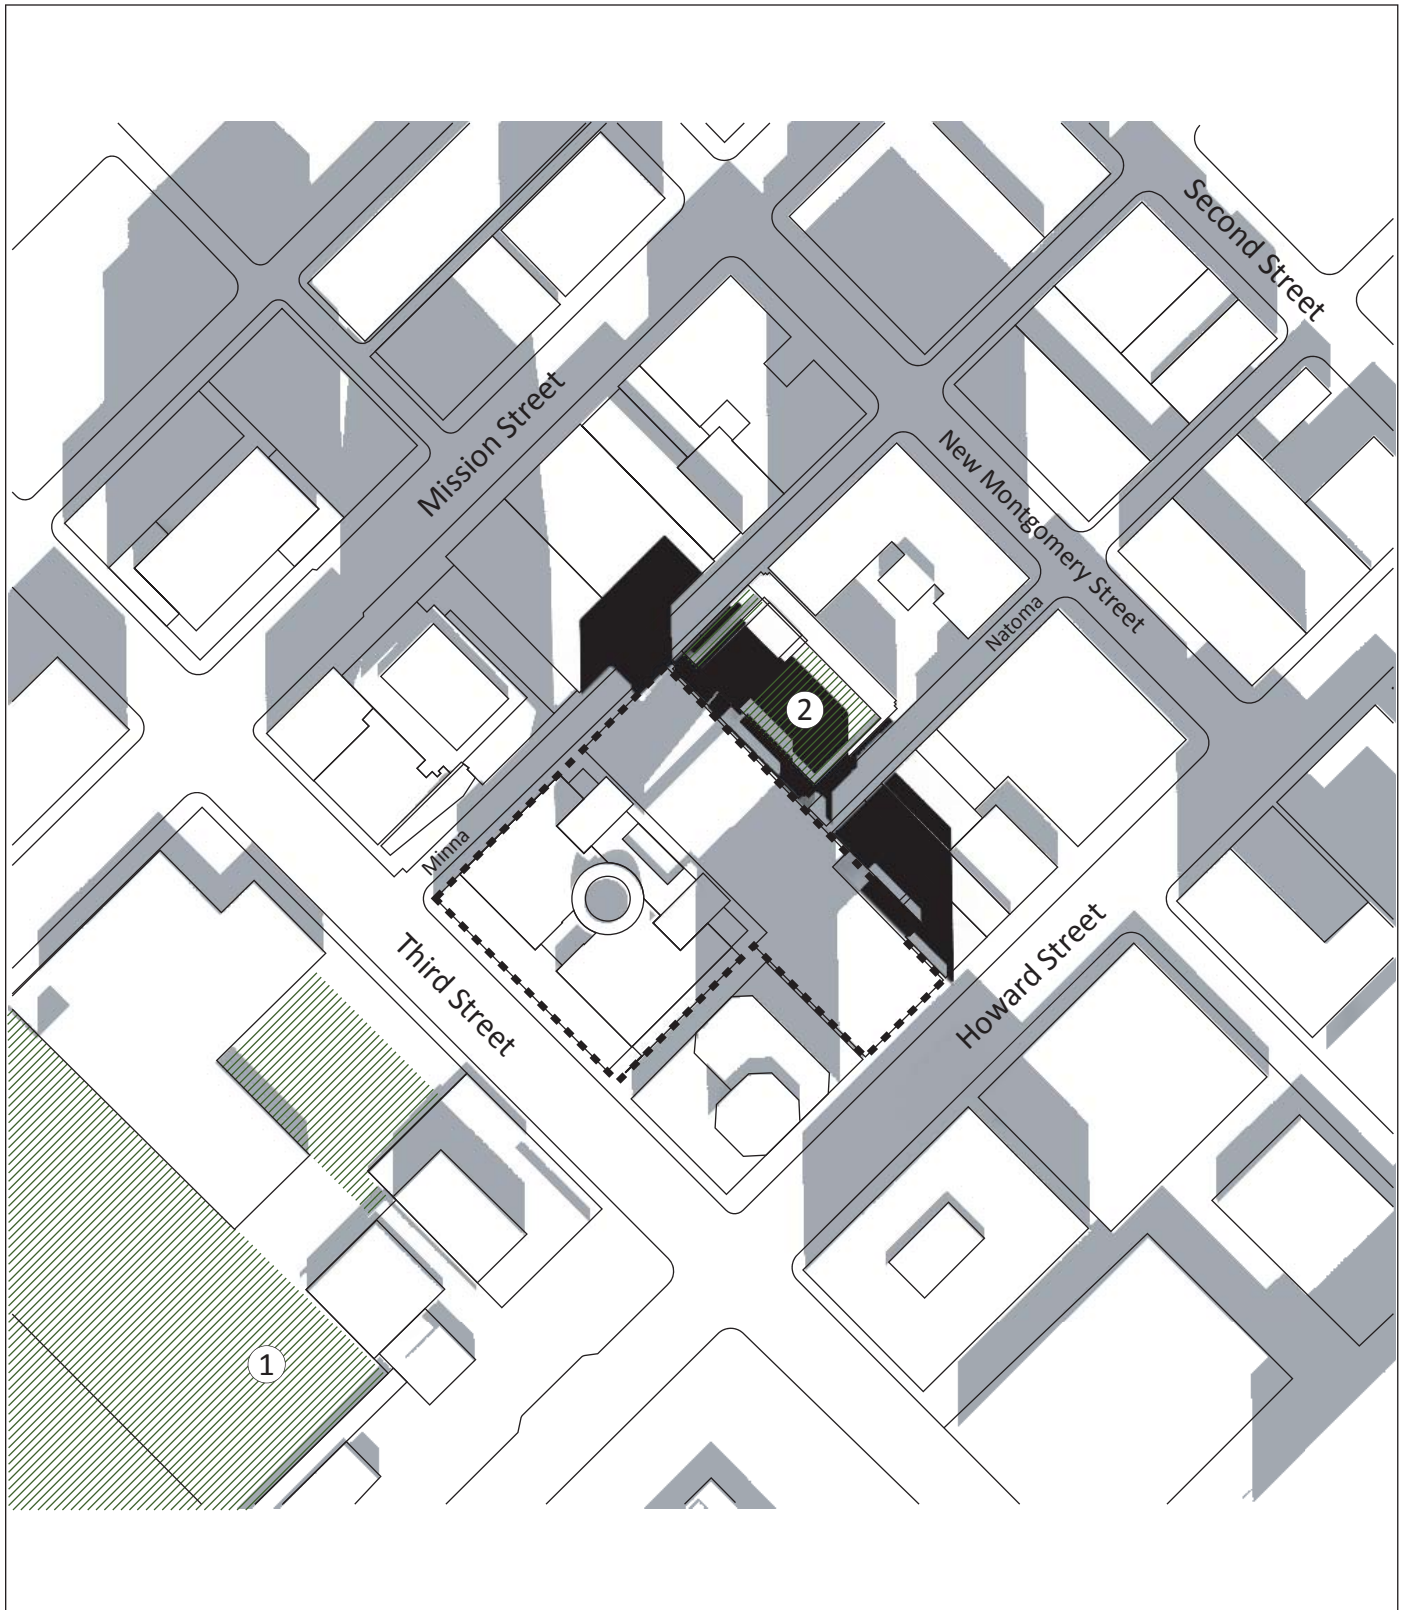 Second Street
Mission Street
New Montgomery Street
Natoma
2
Minna
Third Street
Howard Street
1